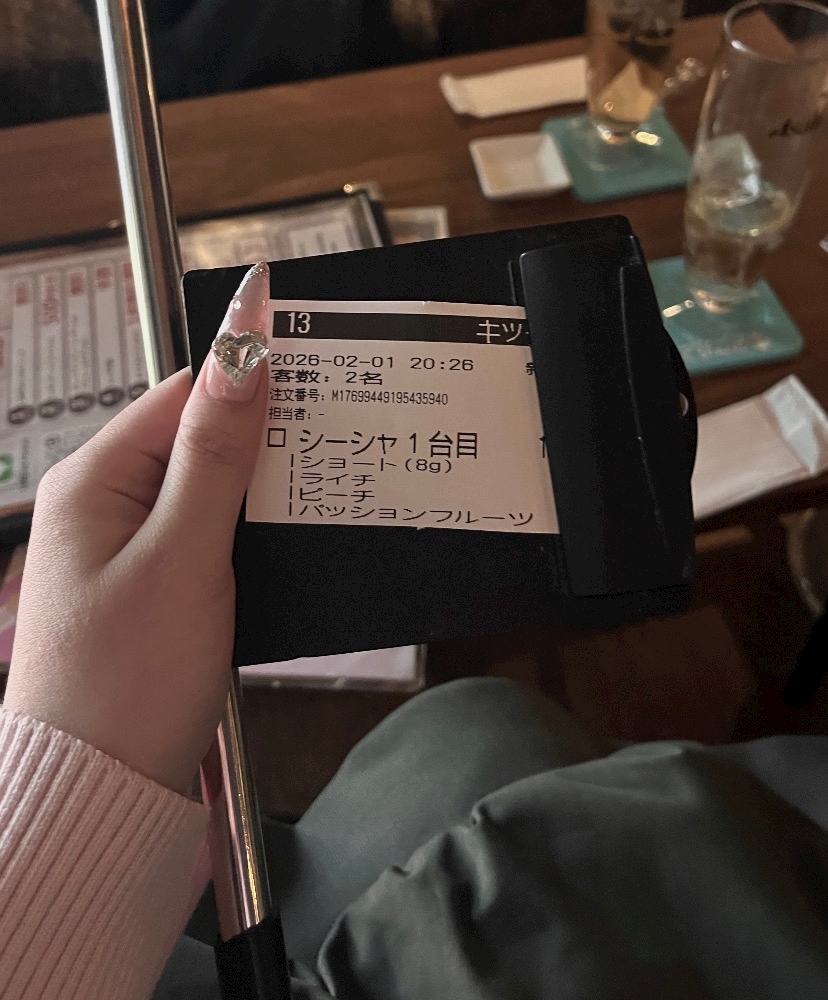 13 キッ
2026-02-01 20:26
客数: 2名
注文番号: M17699449195435940
担当者: -
シーシャ 1台目
ショート(8g)
ライチ
ピーチ
パッションフルーツ